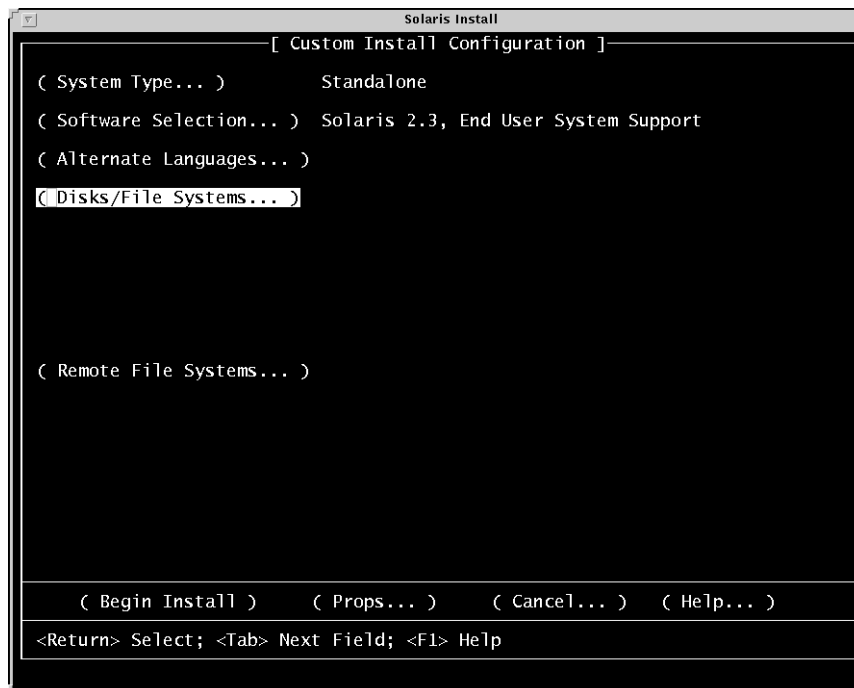 Solaris Install
[ Custom Install Configuration ]
( System Type... ) Standalone
( Software Selection... ) Solaris 2.3, End User System Support
( Alternate Languages... )
( Disks/File Systems... )
( Remote File Systems... )
( Begin Install ) ( Props... ) ( Cancel... ) ( Help... )
<Return> Select; <Tab> Next Field; <F1> Help